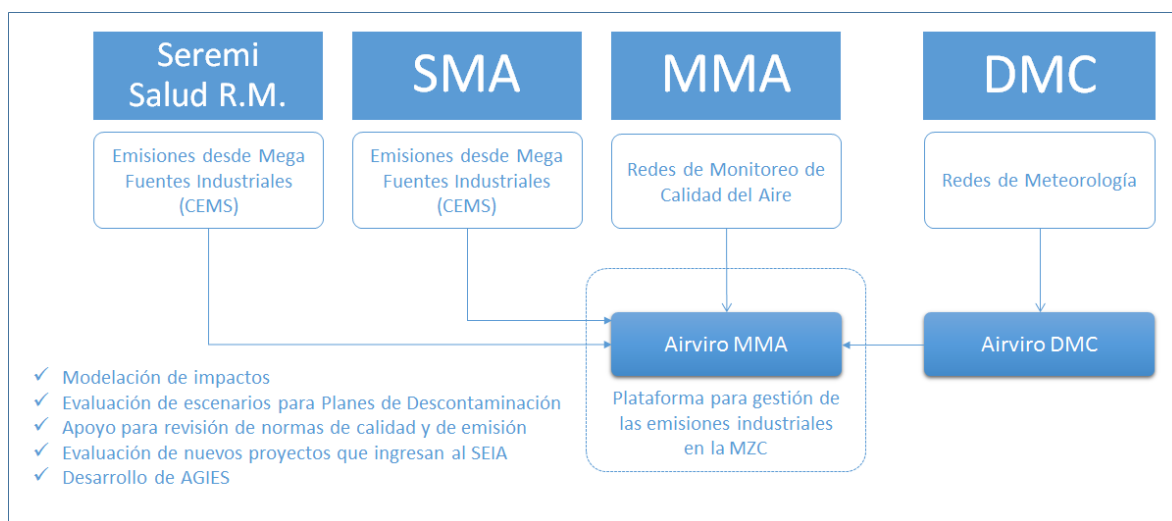 Seremi
Salud R.M.
SMA
MMA
DMC
Emisiones desde Mega
Fuentes Industriales
(CEMS)
Emisiones desde Mega
Fuentes Industriales
(CEMS)
Redes de Monitoreo de
Calidad del Aire
Redes de Meteorología
Airviro MMA
Airviro DMC
Plataforma para gestión de
las emisiones industriales
en la MZC
✓ Modelación de impactos
✓ Evaluación de escenarios para Planes de Descontaminación
✓ Apoyo para revisión de normas de calidad y de emisión
✓ Evaluación de nuevos proyectos que ingresan al SEIA
✓ Desarrollo de AGIES